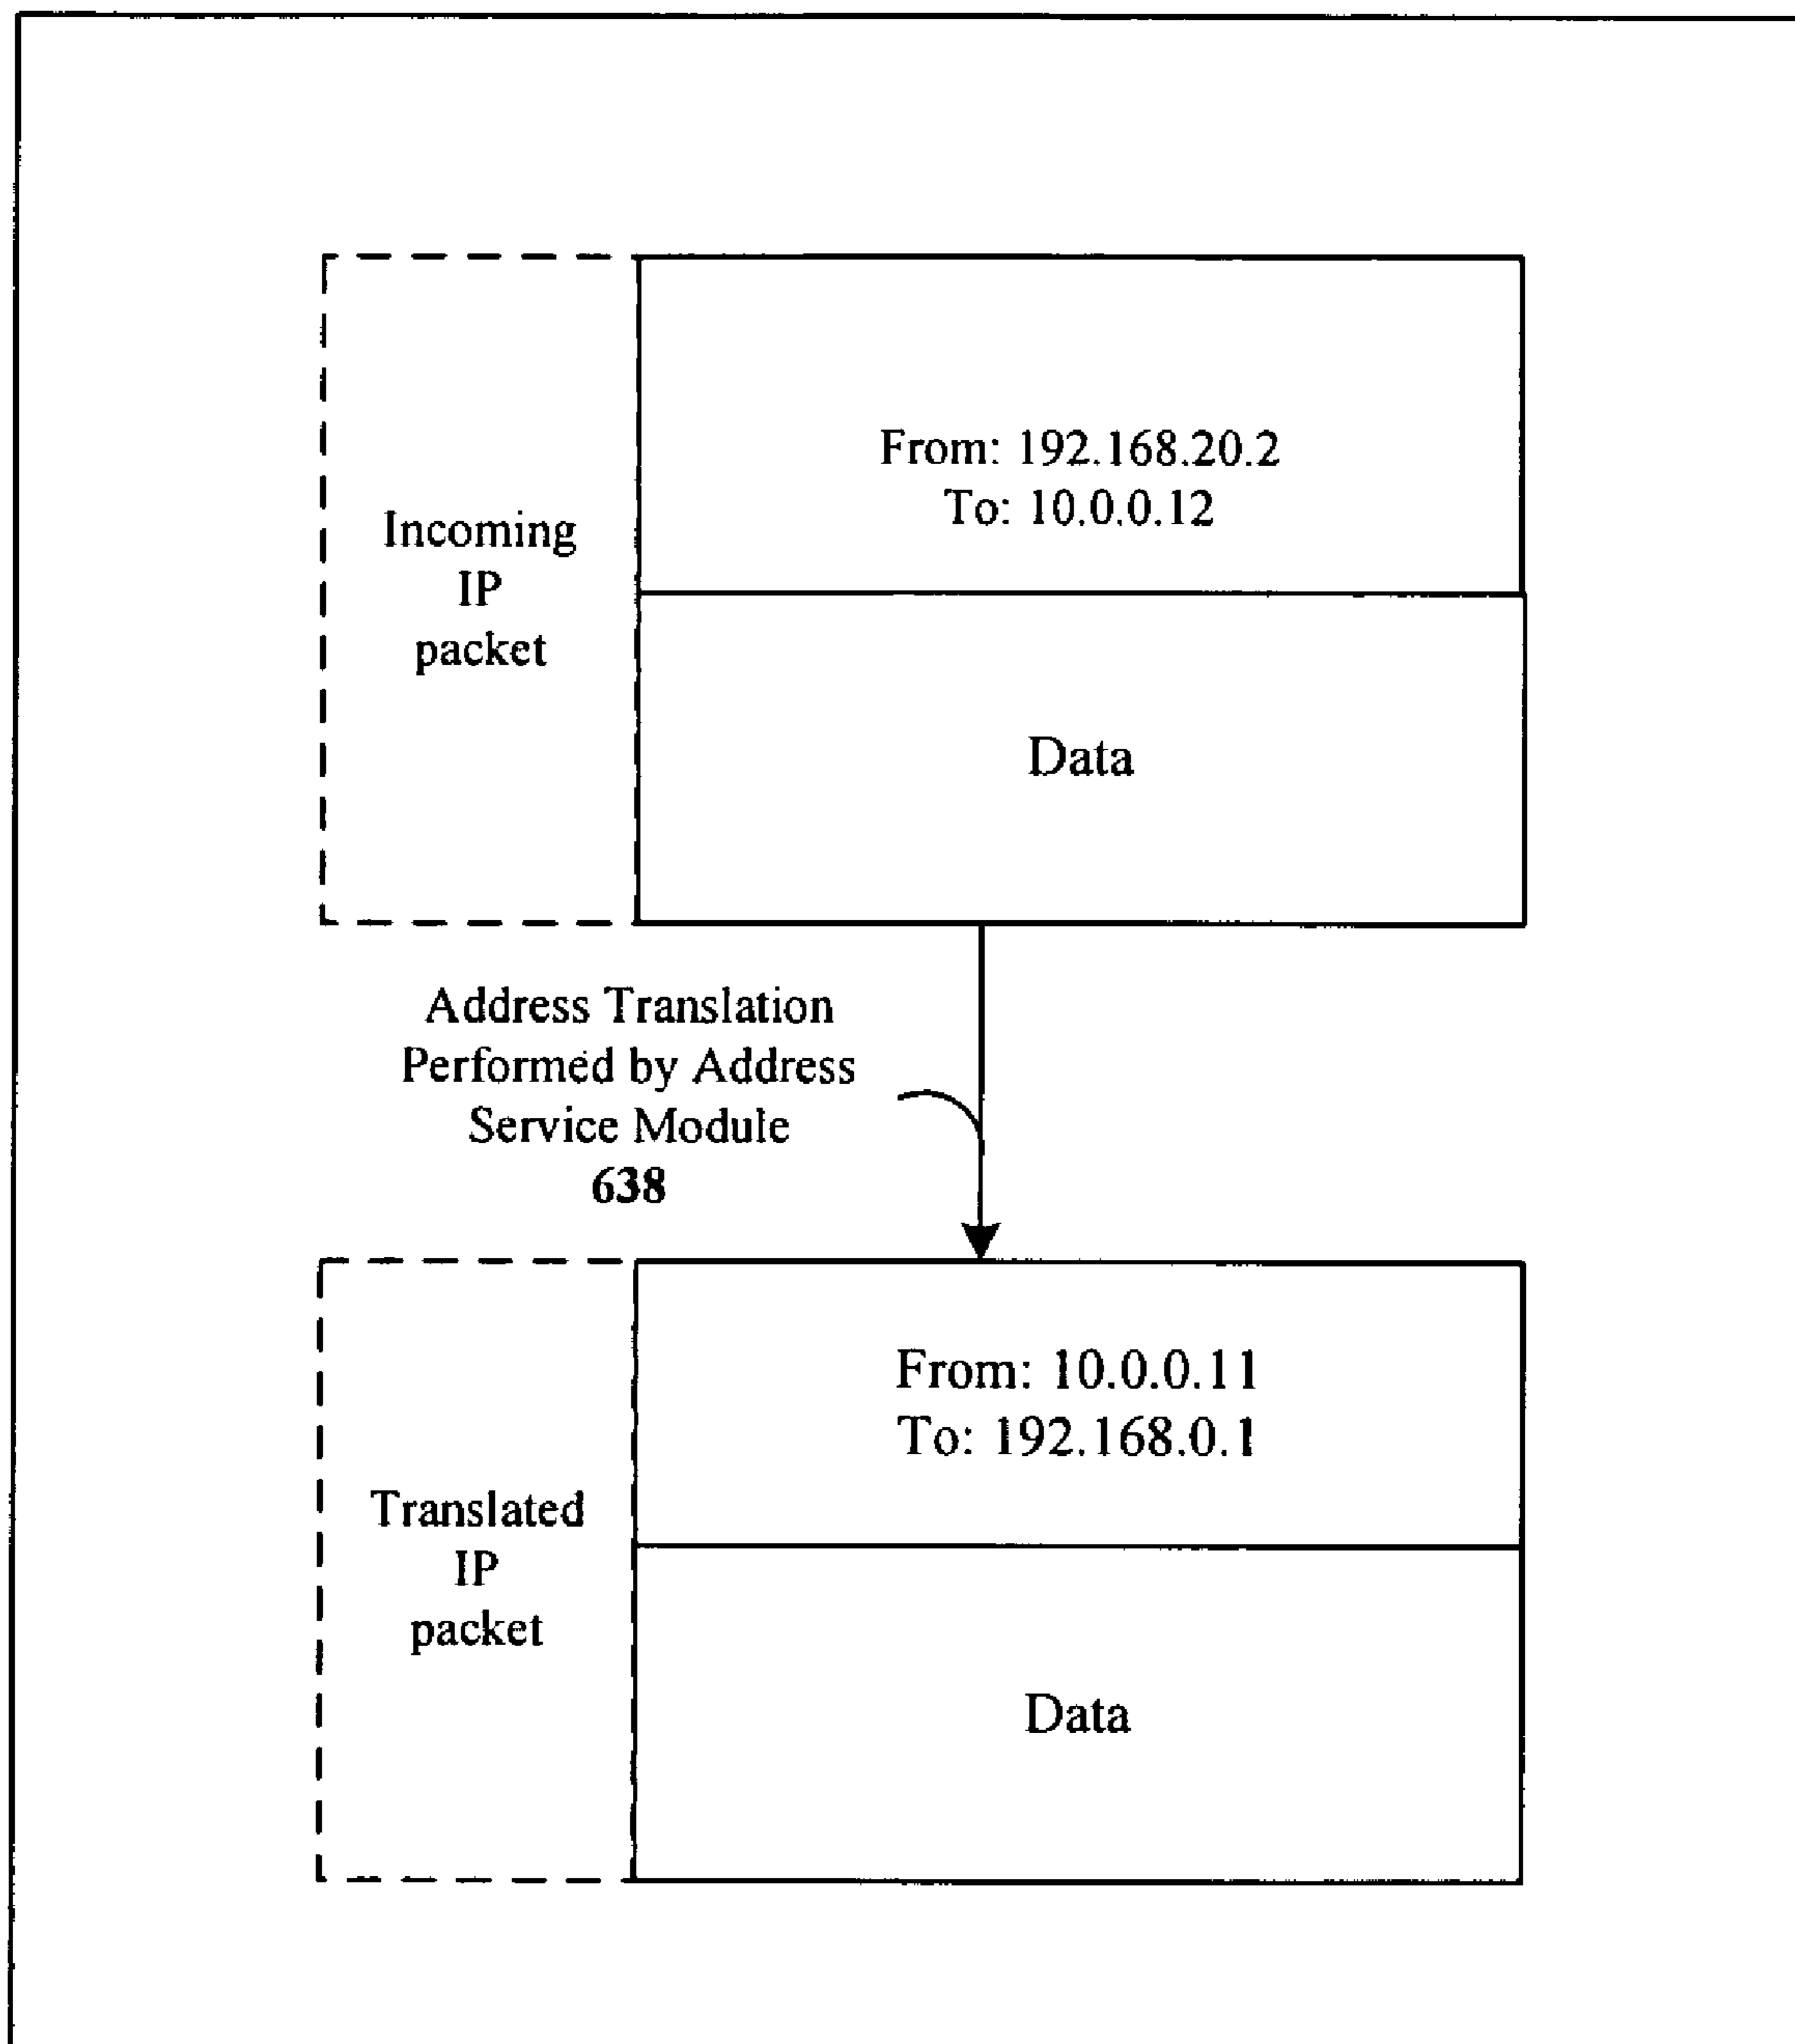 From: 192.168.20.2
To: 10.0.0.12
Incoming
IP
packet
Data
Address Translation
Performed by Address
Service Module
638
From: 10.0.0.11
To: 192.168.0.1
Translated
IP
packet
Data